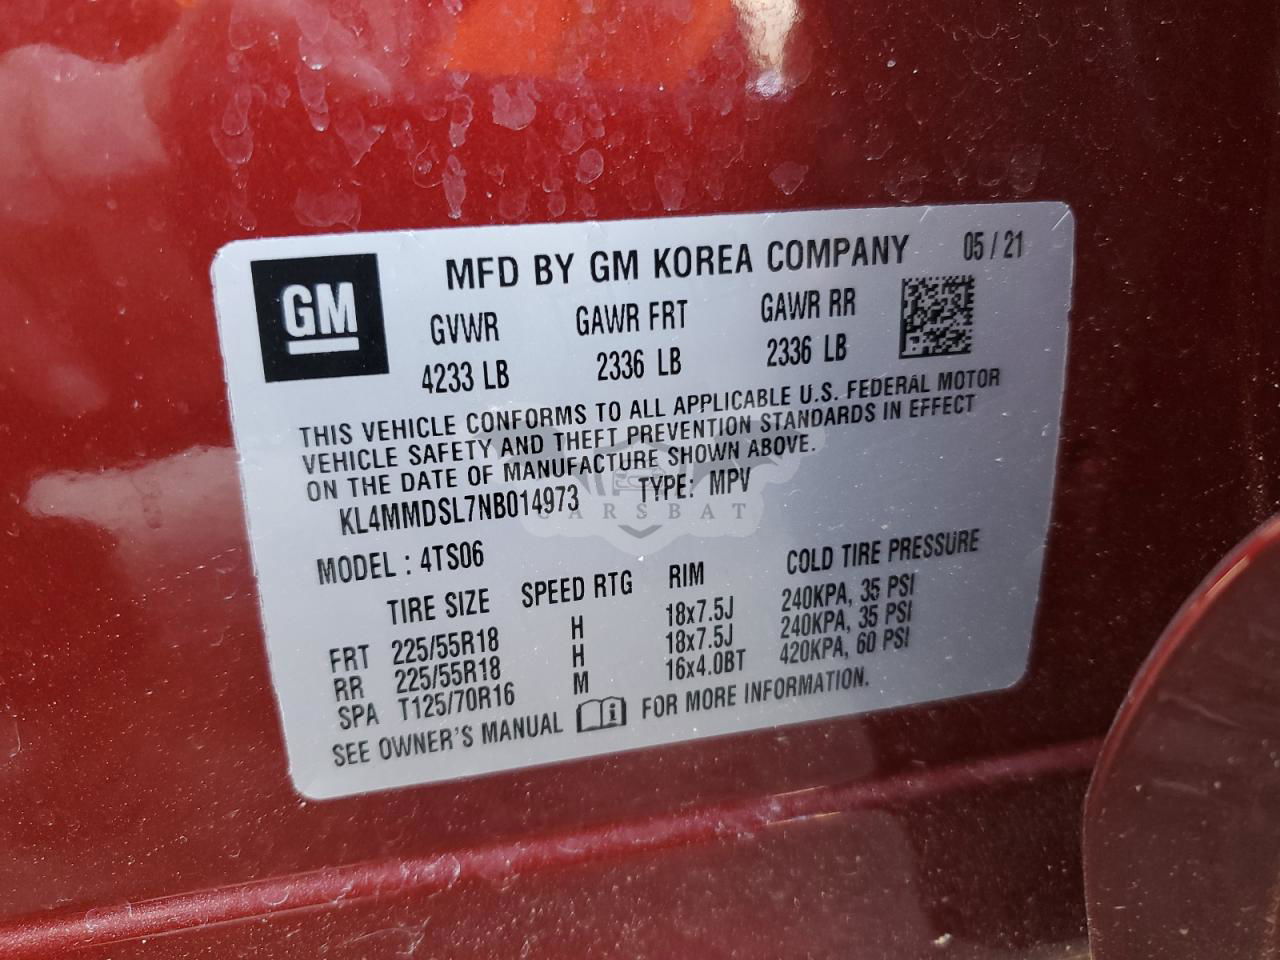 GM
MFD BY GM KOREA COMPANY 05 / 21
GVWR GAWR FRT GAWR RR
4233 LB 2336 LB 2336 LB
THIS VEHICLE CONFORMS TO ALL APPLICABLE U.S. FEDERAL MOTOR
VEHICLE SAFETY AND THEFT PREVENTION STANDARDS IN EFFECT
ON THE DATE OF MANUFACTURE SHOWN ABOVE.
KL4MMDSL7NB014973 TYPE: MPV
CARSBAT
MODEL : 4TS06
TIRE SIZE SPEED RTG RIM COLD TIRE PRESSURE
FRT 225/55R18 H 18x7.5J 240KPA, 35 PSI
RR 225/55R18 H 18x7.5J 240KPA, 35 PSI
SPA T125/70R16 M 16x4.0BT 420KPA, 60 PSI
SEE OWNER'S MANUAL i FOR MORE INFORMATION.